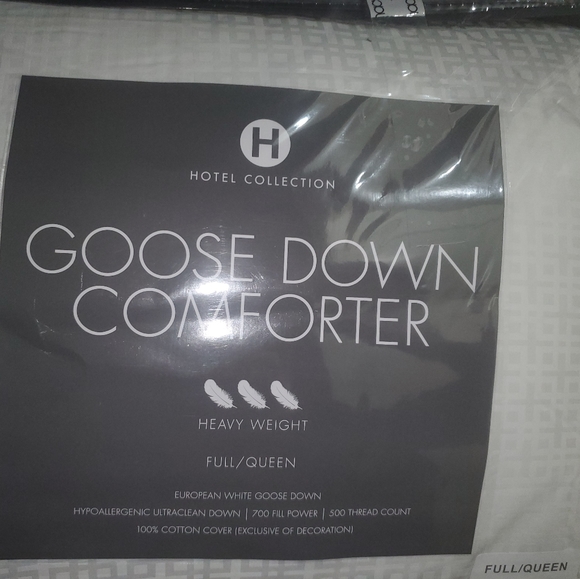 H
HOTEL COLLECTION
GOOSE DOWN
COMFORTER
HEAVY WEIGHT
FULL/QUEEN
EUROPEAN WHITE GOOSE DOWN
HYPOALLERGENIC ULTRACLEAN DOWN | 700 FILL POWER | 500 THREAD COUNT
100% COTTON COVER (EXCLUSIVE OF DECORATION)
FULL/QUEEN